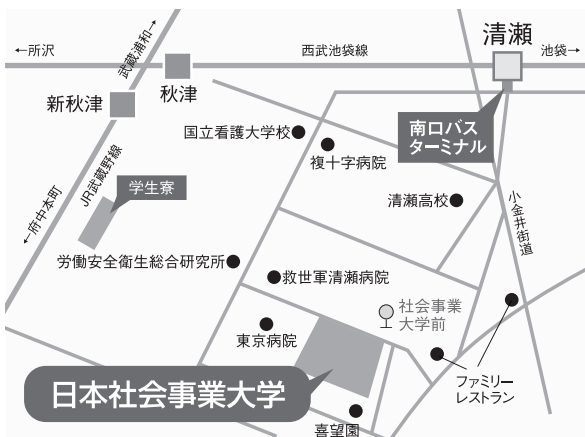 ←所沢
武蔵浦和→
西武池袋線
清瀬
池袋→
秋津
新秋津
南口バス
ターミナル
国立看護大学校
複十字病院
JR武蔵野線
学生寮
清瀬高校
小金井街道
←府中本町
労働安全衛生総合研究所
救世軍清瀬病院
社会事業
大学前
東京病院
日本社会事業大学
ファミリー
レストラン
喜望園